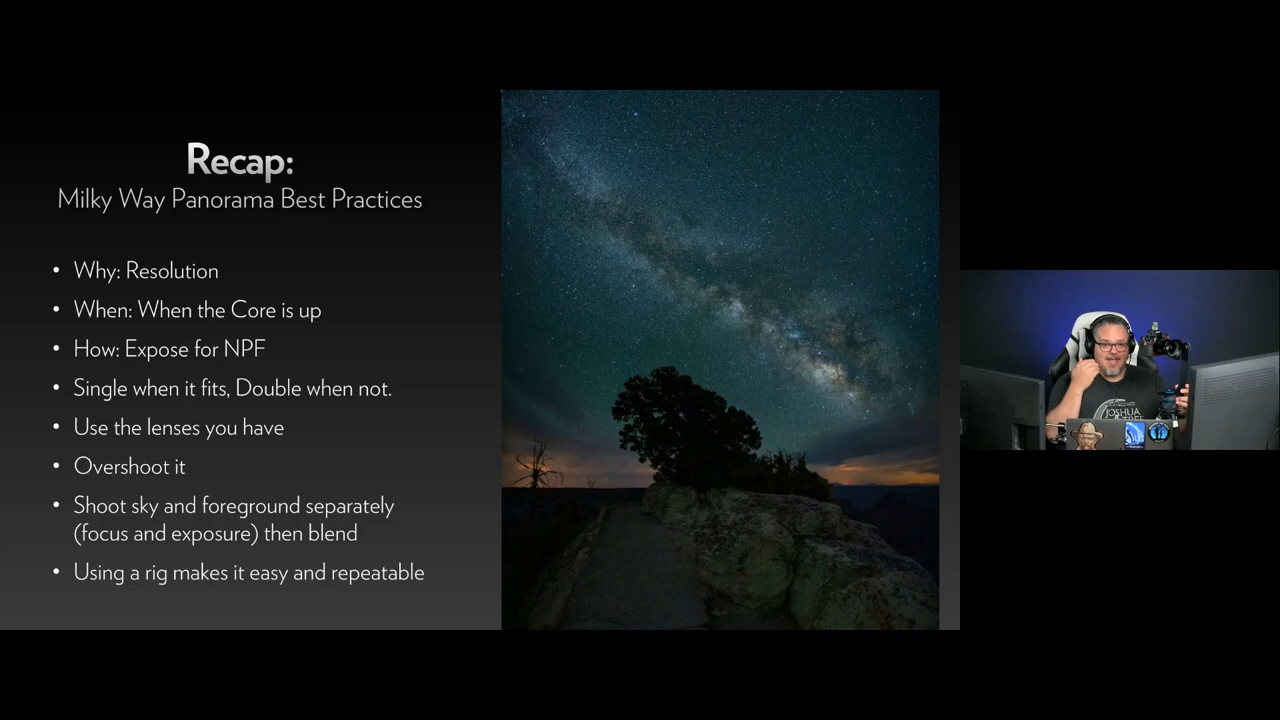 Recap:
Milky Way Panorama Best Practices
• Why: Resolution
• When: When the Core is up
• How: Expose for NPF
• Single when it fits, Double when not.
• Use the lenses you have
• Overshoot it
• Shoot sky and foreground separately
(focus and exposure) then blend
• Using a rig makes it easy and repeatable
JOSHUA